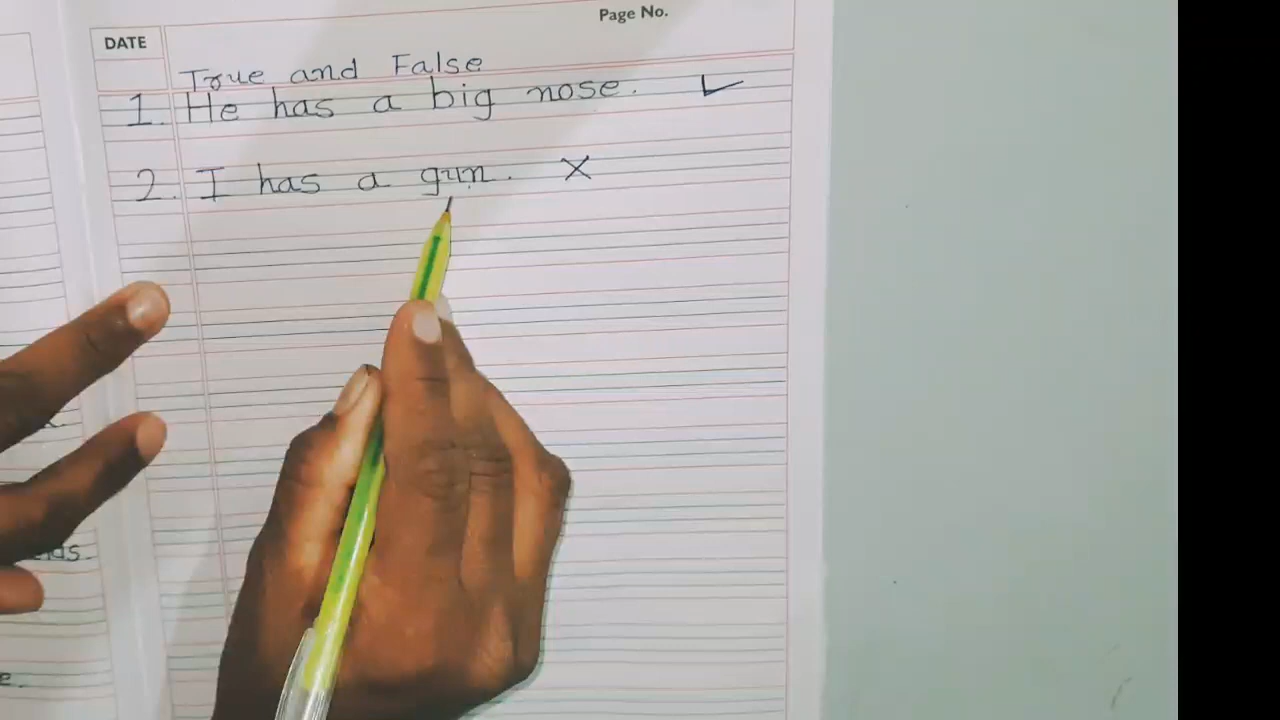 Page No.
DATE
True and False
1. He has a big nose. ✓
2. I has a gun. ✗